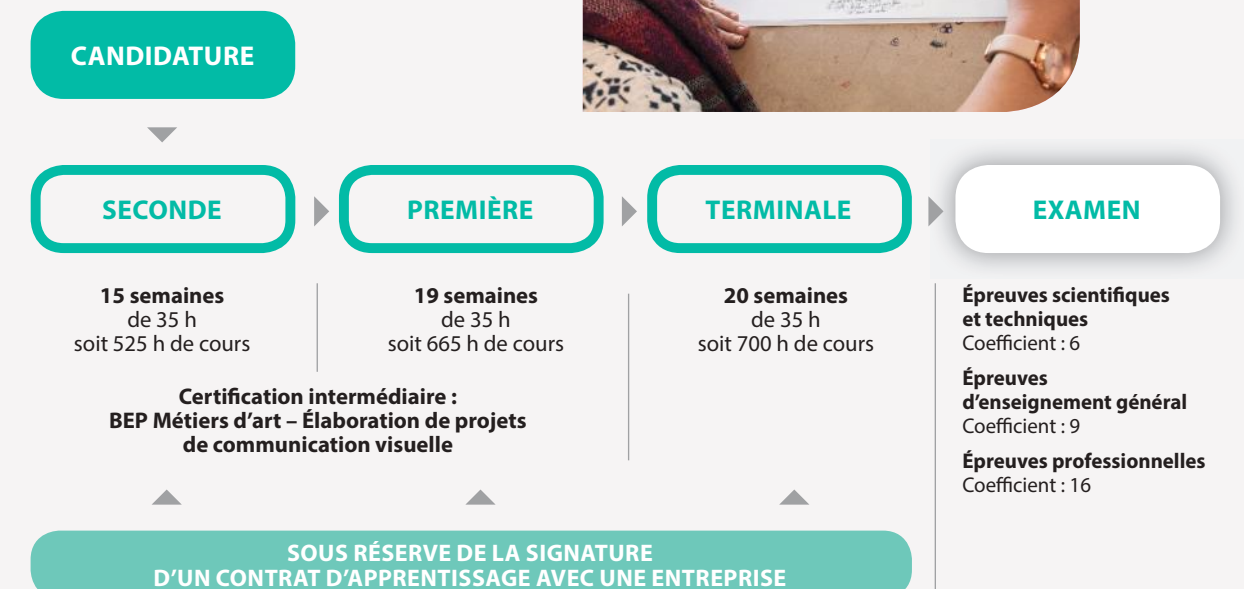 CANDIDATURE
SECONDE
PREMIÈRE
TERMINALE
EXAMEN
15 semaines
de 35 h
soit 525 h de cours
19 semaines
de 35 h
soit 665 h de cours
20 semaines
de 35 h
soit 700 h de cours
Certification intermédiaire :
BEP Métiers d’art – Élaboration de projets
de communication visuelle
Épreuves scientifiques
et techniques
Coefficient : 6
Épreuves
d’enseignement général
Coefficient : 9
Épreuves professionnelles
Coefficient : 16
SOUS RÉSERVE DE LA SIGNATURE
D’UN CONTRAT D’APPRENTISSAGE AVEC UNE ENTREPRISE